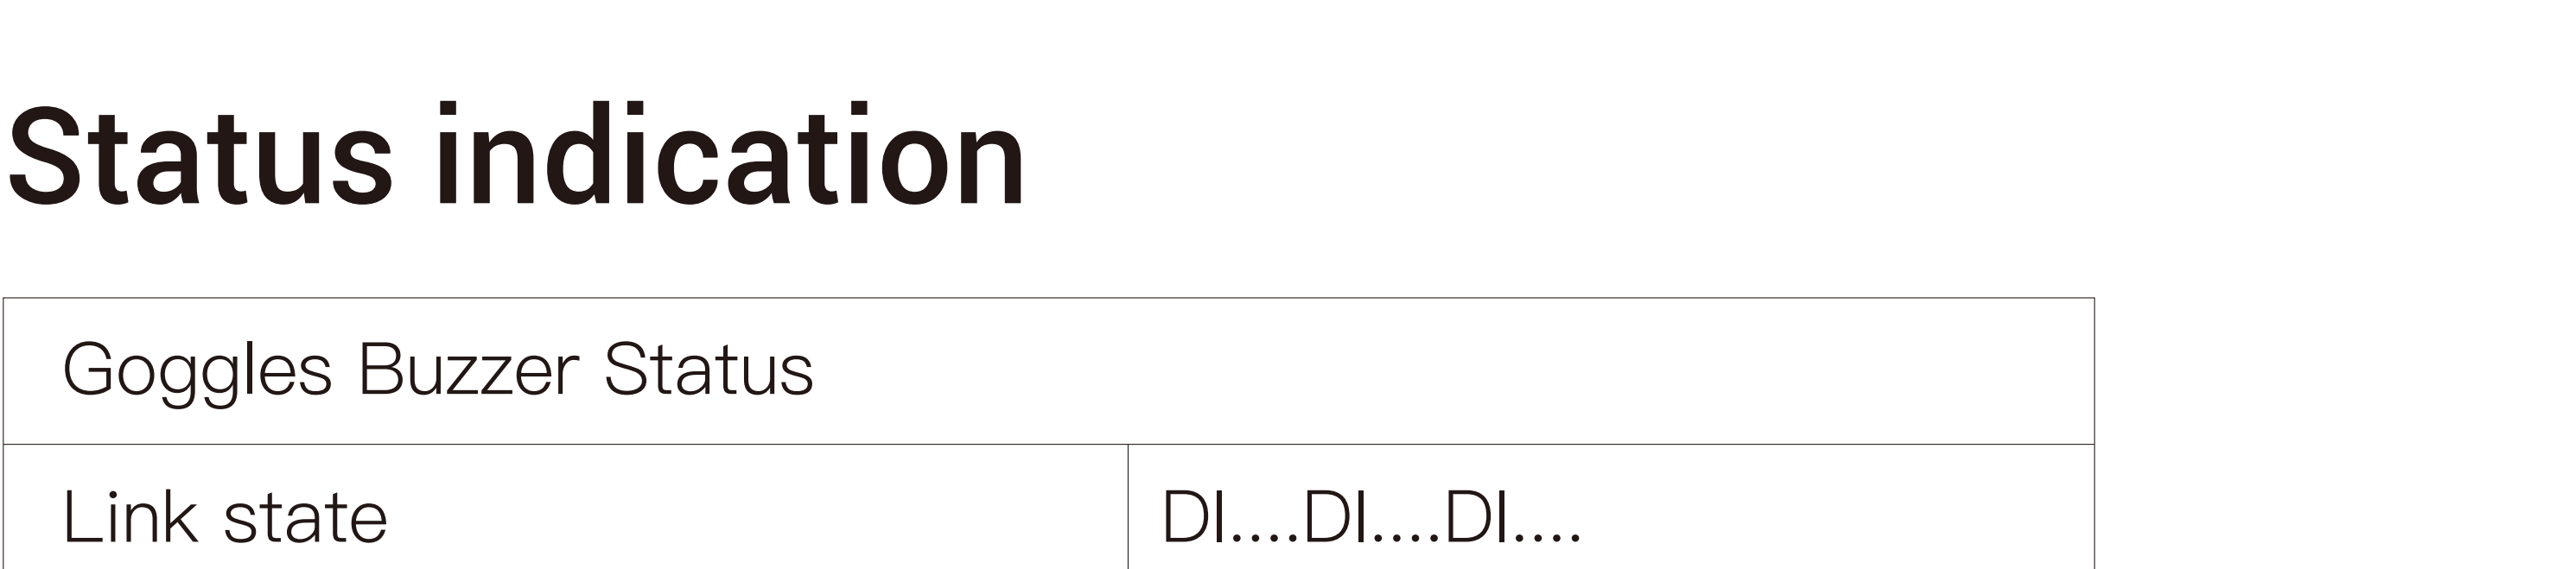 Status indication
Goggles Buzzer Status
Link state DI....DI....DI....